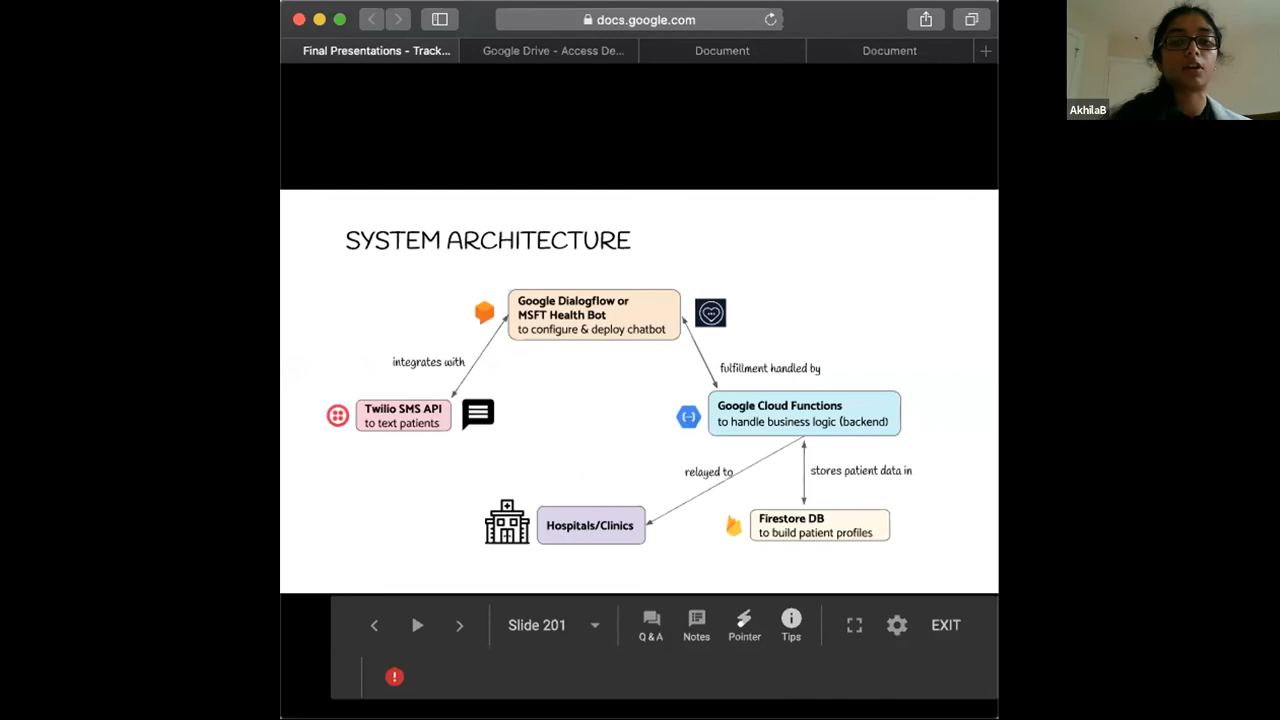 docs.google.com
Final Presentations - Track...
Google Drive - Access De...
Document
Document
AkhilaB
SYSTEM ARCHITECTURE
Google Dialogflow or
MSFT Health Bot
to configure & deploy chatbot
integrates with
fulfillment handled by
Twilio SMS API
to text patients
Google Cloud Functions
to handle business logic (backend)
relayed to
stores patient data in
Hospitals/Clinics
Firestore DB
to build patient profiles
Slide 201
Q & A
Notes
Pointer
Tips
EXIT